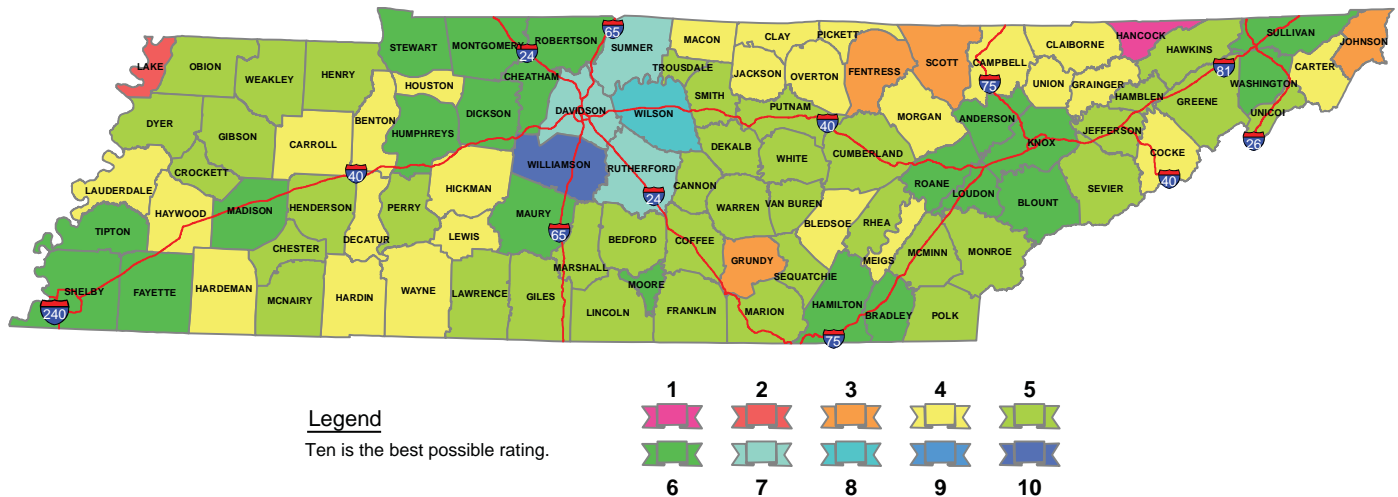 STEWART
MONTGOMERY
24
ROBERTSON
65
SUMNER
MACON
CLAY
PICKETT
SCOTT
CAMPBELL
CLAIBORNE
HANCOCK
HAWKINS
SULLIVAN
JOHNSON
LAKE
OBION
WEAKLEY
HENRY
HOUSTON
CHEATHAM
TROUSDALE
JACKSON
OVERTON
FENTRESS
75
UNION
GRAINGER
81
CARTER
BENTON
HUMPHREYS
DICKSON
DAVIDSON
WILSON
SMITH
PUTNAM
40
MORGAN
ANDERSON
HAMBLEN
GREENE
WASHINGTON
UNICOI
26
DYER
GIBSON
CARROLL
DEKALB
WHITE
CUMBERLAND
KNOX
JEFFERSON
COCKE
40
CROCKETT
40
WILLIAMSON
RUTHERFORD
24
CANNON
ROANE
LOUDON
BLOUNT
SEVIER
LAUDERDALE
HAYWOOD
MADISON
HENDERSON
PERRY
HICKMAN
MAURY
WARREN
VAN BUREN
BLEDSOE
RHEA
TIPTON
CHESTER
DECATUR
LEWIS
65
BEDFORD
COFFEE
MEIGS
MCMINN
MONROE
MARSHALL
GRUNDY
SEQUATCHIE
240
SHELBY
FAYETTE
HARDEMAN
MCNAIRY
HARDIN
WAYNE
LAWRENCE
GILES
MOORE
LINCOLN
FRANKLIN
MARION
HAMILTON
BRADLEY
POLK
75
Legend
Ten is the best possible rating.
1 2 3 4 5
6 7 8 9 10